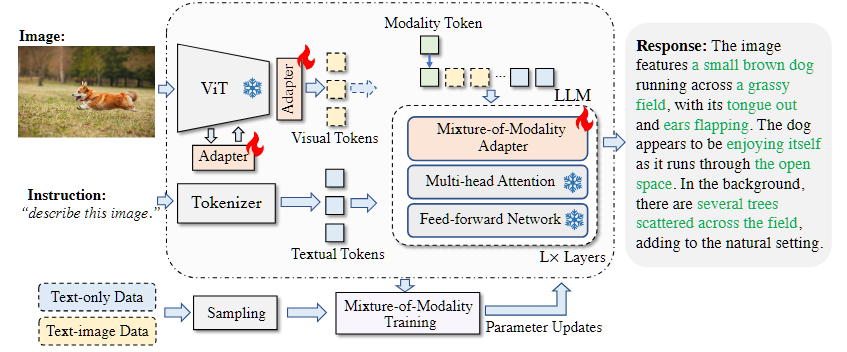 Image:
ViT
Adapter
Adapter
Visual Tokens
Modality Token
...
LLM
Mixture-of-Modality
Adapter
Multi-head Attention
Feed-forward Network
L× Layers
Instruction:
“describe this image.”
Tokenizer
Textual Tokens
Response: The image
features a small brown dog
running across a grassy
field, with its tongue out
and ears flapping. The dog
appears to be enjoying itself
as it runs through the open
space. In the background,
there are several trees
scattered across the field,
adding to the natural setting.
Text-only Data
Text-image Data
Sampling
Mixture-of-Modality
Training
Parameter Updates